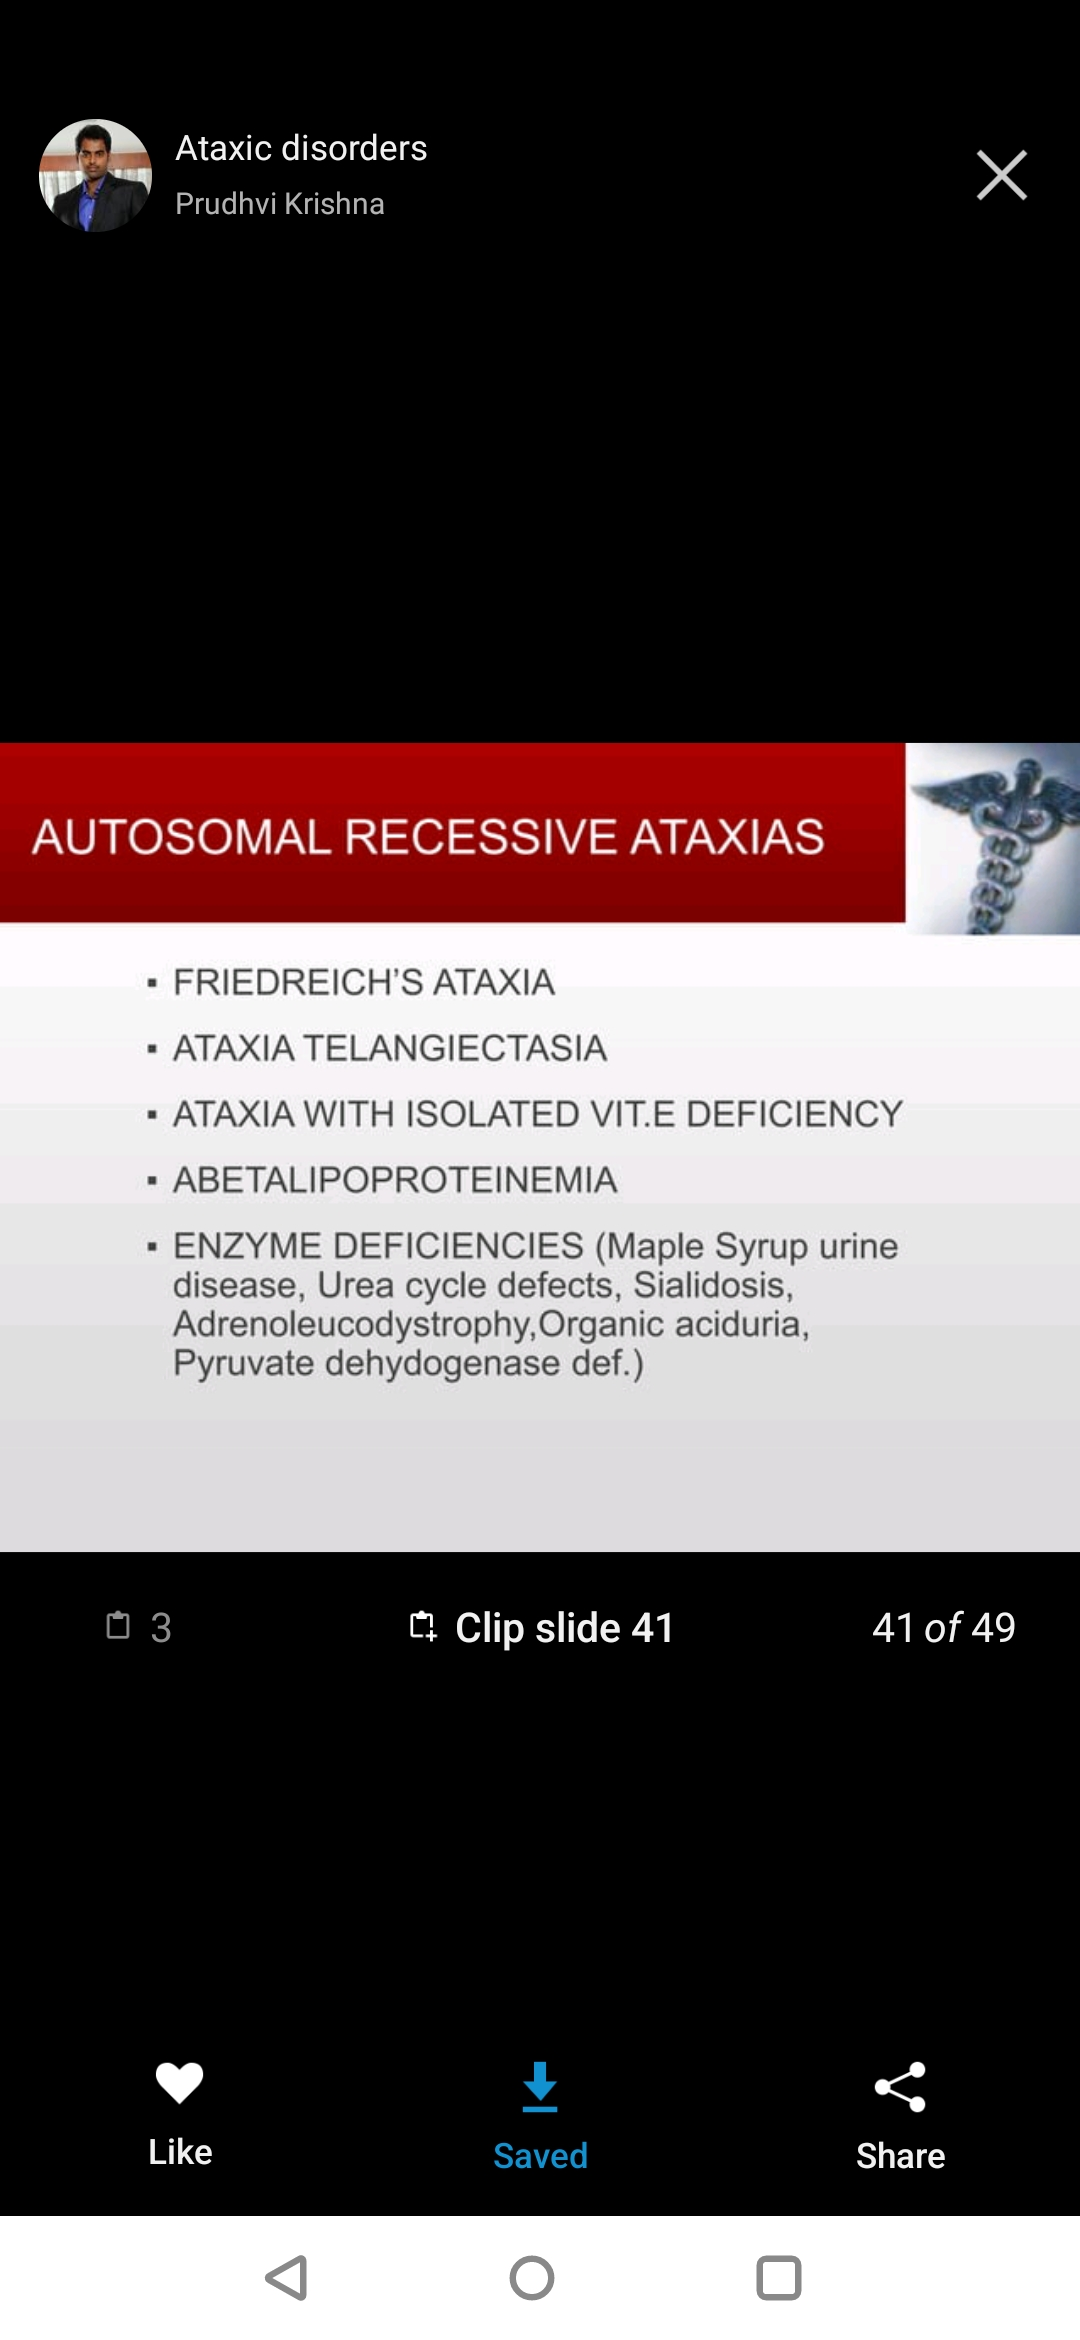 Ataxic disorders
Prudhvi Krishna
AUTOSOMAL RECESSIVE ATAXIAS
▪ FRIEDREICH'S ATAXIA
▪ ATAXIA TELANGIECTASIA
▪ ATAXIA WITH ISOLATED VIT.E DEFICIENCY
▪ ABETALIPOPROTEINEMIA
▪ ENZYME DEFICIENCIES (Maple Syrup urine
disease, Urea cycle defects, Sialidosis,
Adrenoleucodystrophy,Organic aciduria,
Pyruvate dehydogenase def.)
3 Clip slide 41 41 of 49
Like Saved Share